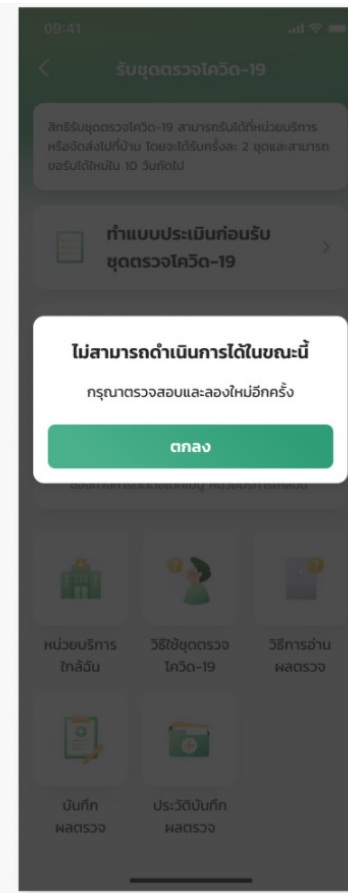 09:41
รับชุดตรวจโควิด-19
สิทธิรับชุดตรวจโควิด-19 สามารถรับได้ที่หน่วยบริการ
หรือจัดส่งไปที่บ้าน โดยจะได้รับครั้งละ 2 ชุดและสามารถ
ขอรับได้ใหม่ใน 10 วันถัดไป
ทำแบบประเมินก่อนรับ
ชุดตรวจโควิด-19
ไม่สามารถดำเนินการได้ในขณะนี้
กรุณาตรวจสอบและลองใหม่อีกครั้ง
ตกลง
หน่วยบริการ
ใกล้ฉัน
วิธีใช้ชุดตรวจ
โควิด-19
วิธีการอ่าน
ผลตรวจ
บันทึก
ผลตรวจ
ประวัติบันทึก
ผลตรวจ